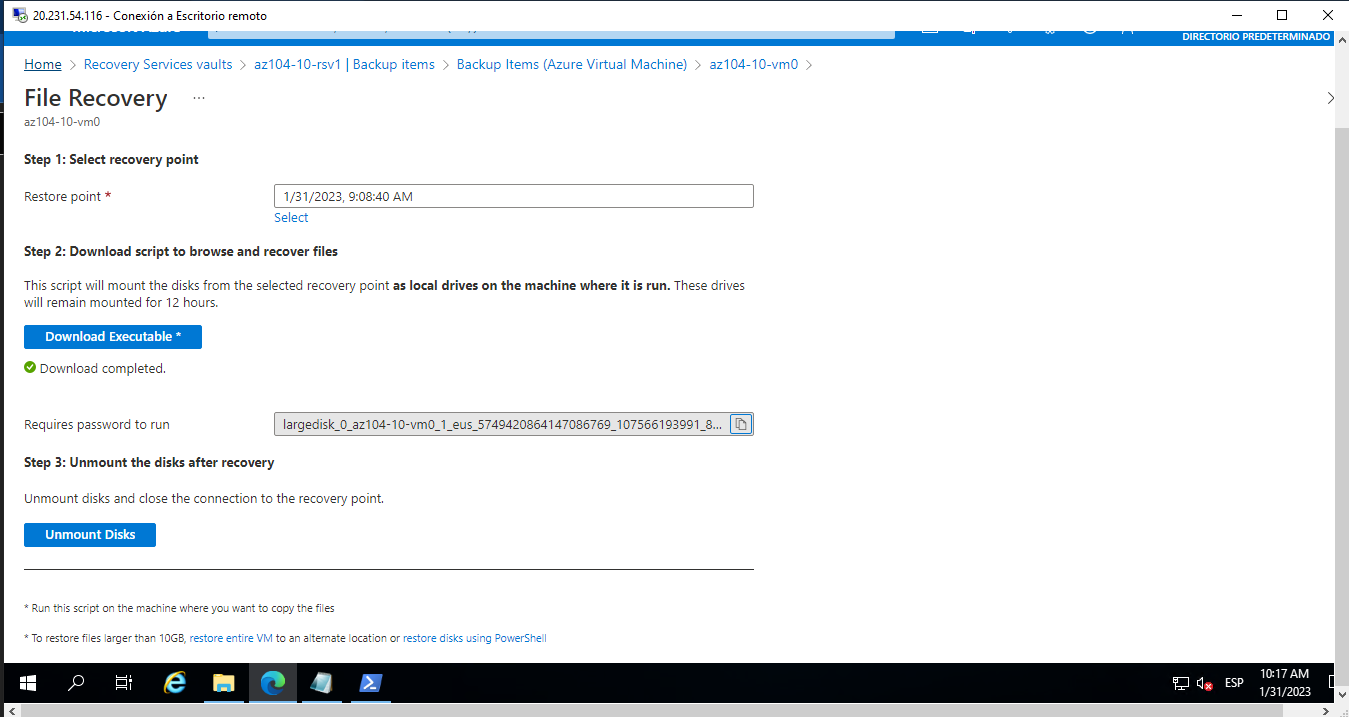 20.231.54.116 - Conexión a Escritorio remoto
DIRECTORIO PREDETERMINADO
Home > Recovery Services vaults > az104-10-rsv1 | Backup items > Backup Items (Azure Virtual Machine) > az104-10-vm0 >
File Recovery ...
az104-10-vm0
Step 1: Select recovery point
Restore point * 1/31/2023, 9:08:40 AM
Select
Step 2: Download script to browse and recover files
This script will mount the disks from the selected recovery point as local drives on the machine where it is run. These drives
will remain mounted for 12 hours.
Download Executable *
Download completed.
Requires password to run largedisk_0_az104-10-vm0_1_eus_5749420864147086769_107566193991_8...
Step 3: Unmount the disks after recovery
Unmount disks and close the connection to the recovery point.
Unmount Disks
* Run this script on the machine where you want to copy the files
* To restore files larger than 10GB, restore entire VM to an alternate location or restore disks using PowerShell
ESP
10:17 AM
1/31/2023